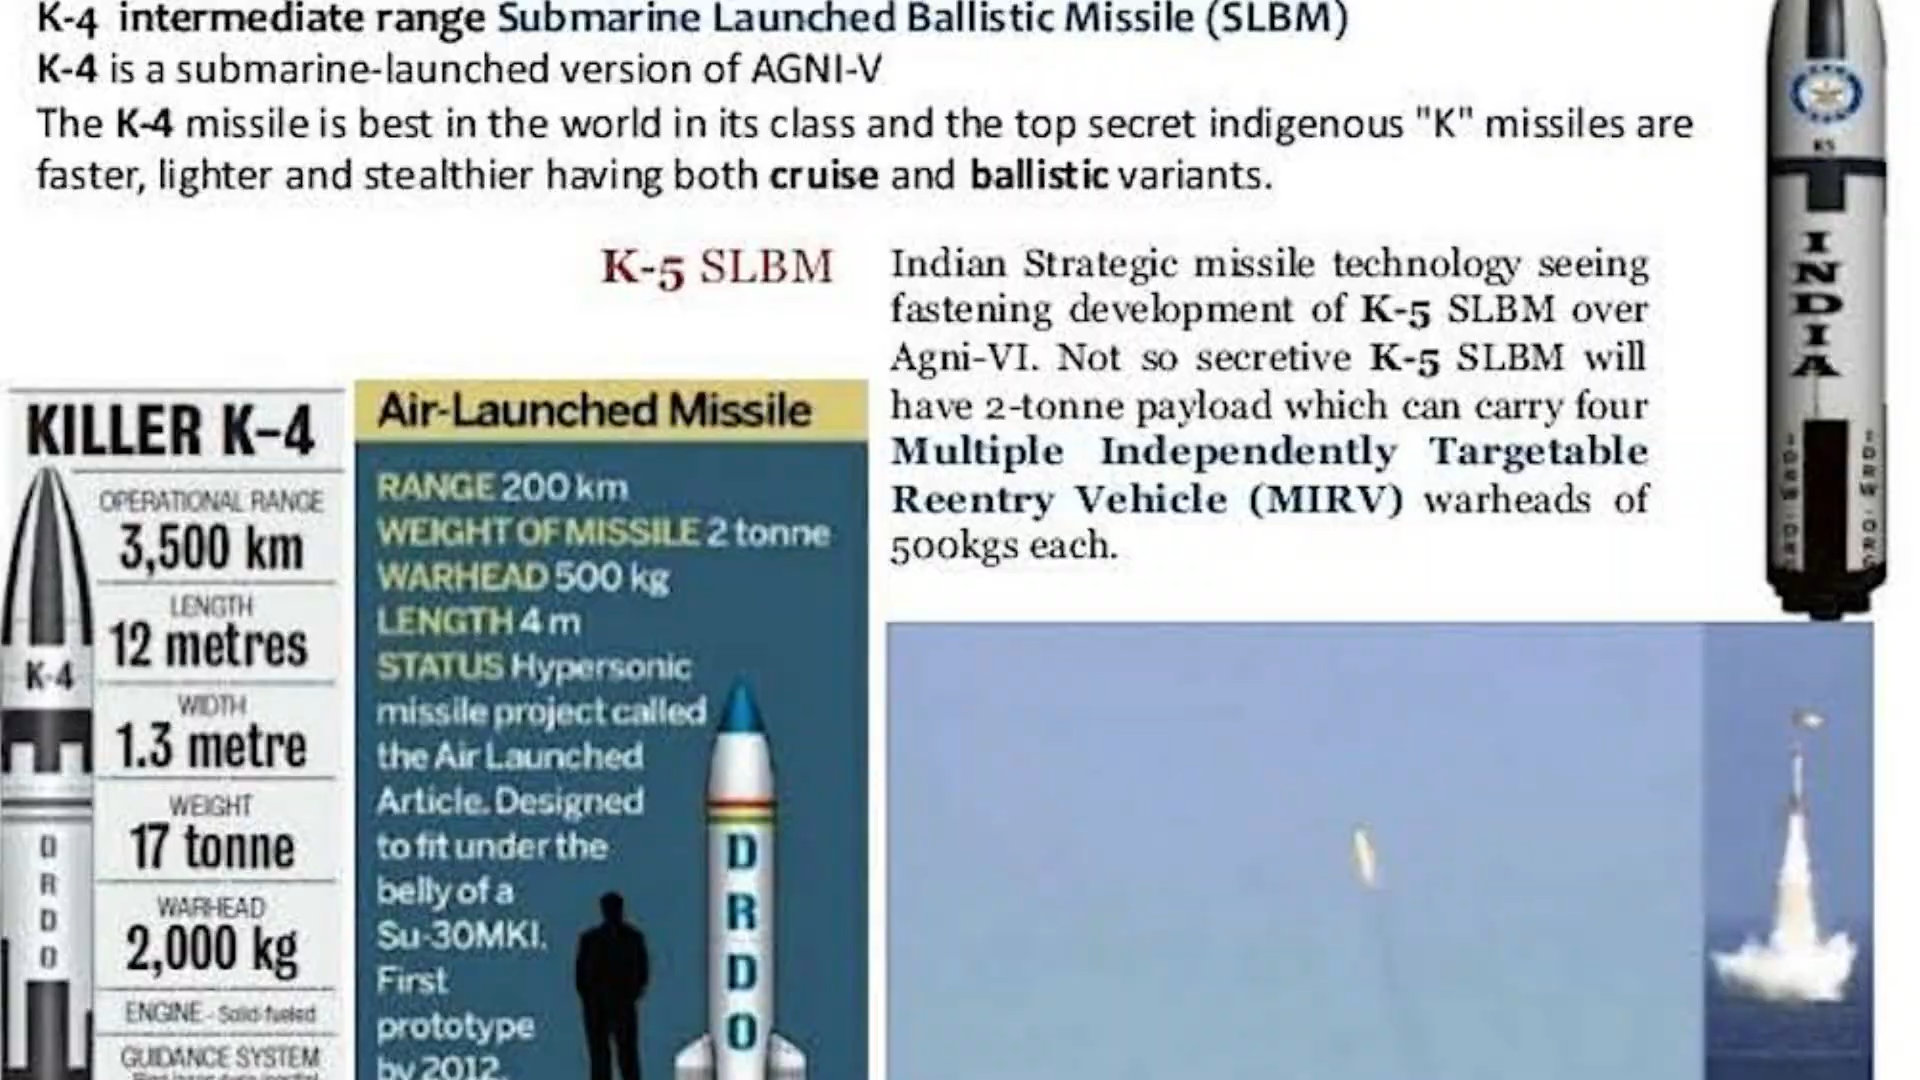 K-4 intermediate range Submarine Launched Ballistic Missile (SLBM)
K-4 is a submarine-launched version of AGNI-V
The K-4 missile is best in the world in its class and the top secret indigenous "K" missiles are
faster, lighter and stealthier having both cruise and ballistic variants.
K-5 SLBM
Indian Strategic missile technology seeing
fastening development of K-5 SLBM over
Agni-VI. Not so secretive K-5 SLBM will
have 2-tonne payload which can carry four
Multiple Independently Targetable
Reentry Vehicle (MIRV) warheads of
500kgs each.
KILLER K-4
OPERATIONAL RANGE
3,500 km
LENGTH
12 metres
WIDTH
1.3 metre
WEIGHT
17 tonne
WARHEAD
2,000 kg
ENGINE - Solid fueled
GUIDANCE SYSTEM
K-4
DRDO
Air-Launched Missile
RANGE 200 km
WEIGHT OF MISSILE 2 tonne
WARHEAD 500 kg
LENGTH 4 m
STATUS Hypersonic
missile project called
the Air Launched
Article. Designed
to fit under the
belly of a
Su-30MKI.
First
prototype
by 2012.
DRDO
K5
INDIA